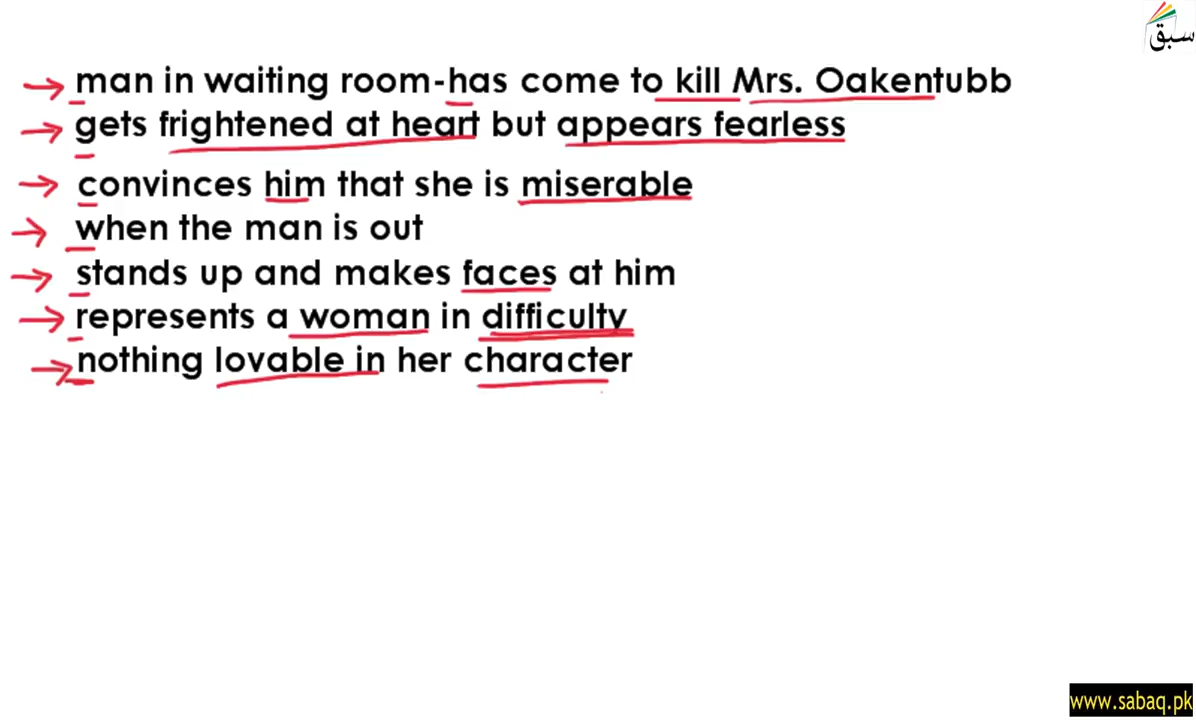 سبق
man in waiting room-has come to kill Mrs. Oakentubb
gets frightened at heart but appears fearless
convinces him that she is miserable
when the man is out
stands up and makes faces at him
represents a woman in difficulty
nothing lovable in her character
www.sabaq.pk